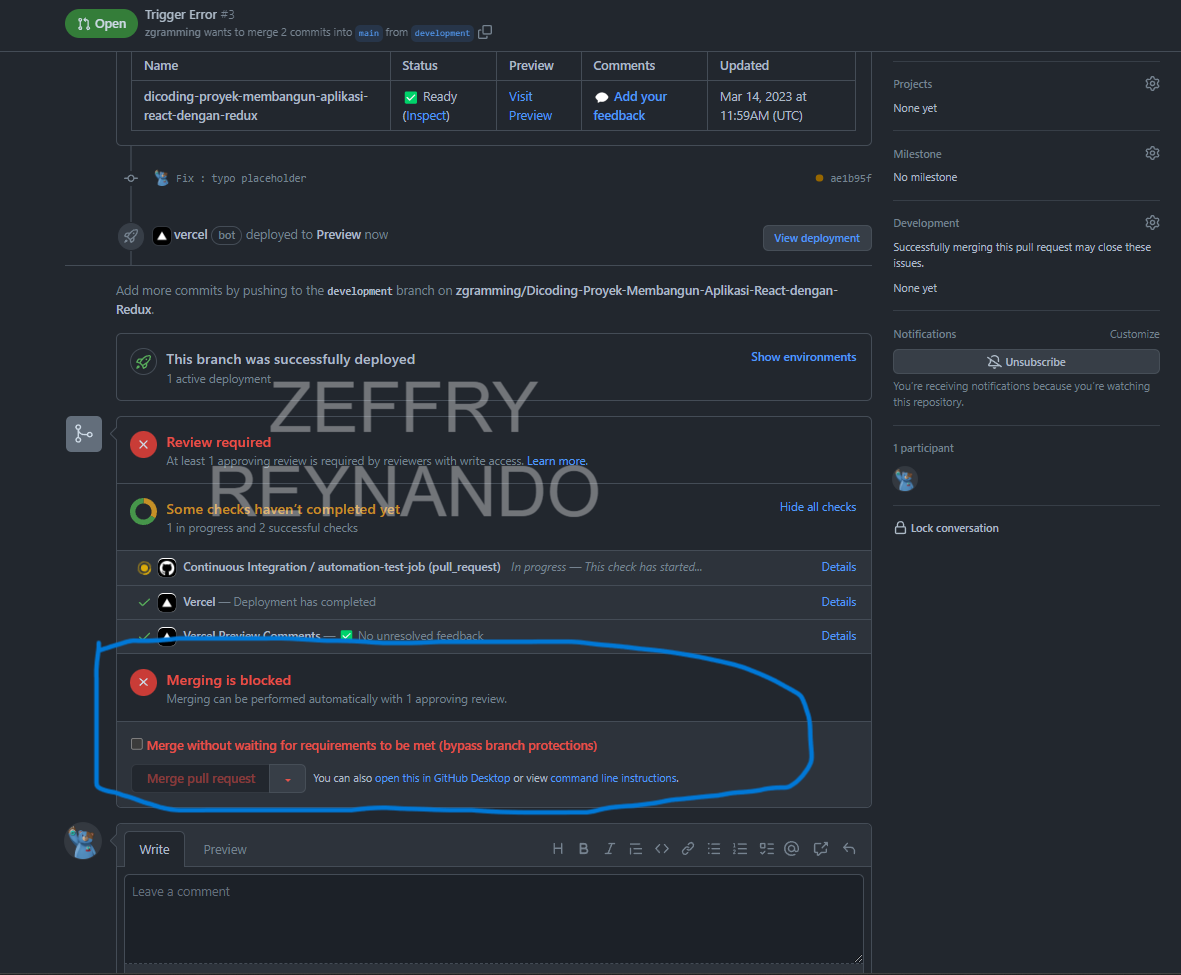 Open
Trigger Error #3
zgramming wants to merge 2 commits into main from development
Name Status Preview Comments Updated
dicoding-proyek-membangun-aplikasi-react-dengan-redux
✅ Ready (Inspect)
Visit Preview
💬 Add your feedback
Mar 14, 2023 at 11:59AM (UTC)
Fix : typo placeholder ae1b95f
vercel bot deployed to Preview now View deployment
Add more commits by pushing to the development branch on zgramming/Dicoding-Proyek-Membangun-Aplikasi-React-dengan-
Redux.
This branch was successfully deployed Show environments
1 active deployment
ZEFFRY
REYNANDO
Review required
At least 1 approving review is required by reviewers with write access. Learn more.
Some checks haven't completed yet Hide all checks
1 in progress and 2 successful checks
Continuous Integration / automation-test-job (pull_request) In progress — This check has started... Details
Vercel — Deployment has completed Details
Vercel Preview Comments — ✅ No unresolved feedback Details
Merging is blocked
Merging can be performed automatically with 1 approving review.
Merge without waiting for requirements to be met (bypass branch protections)
Merge pull request You can also open this in GitHub Desktop or view command line instructions.
Write Preview
Leave a comment
Projects
None yet
Milestone
No milestone
Development
Successfully merging this pull request may close these
issues.
None yet
Notifications Customize
Unsubscribe
You're receiving notifications because you're watching
this repository.
1 participant
Lock conversation